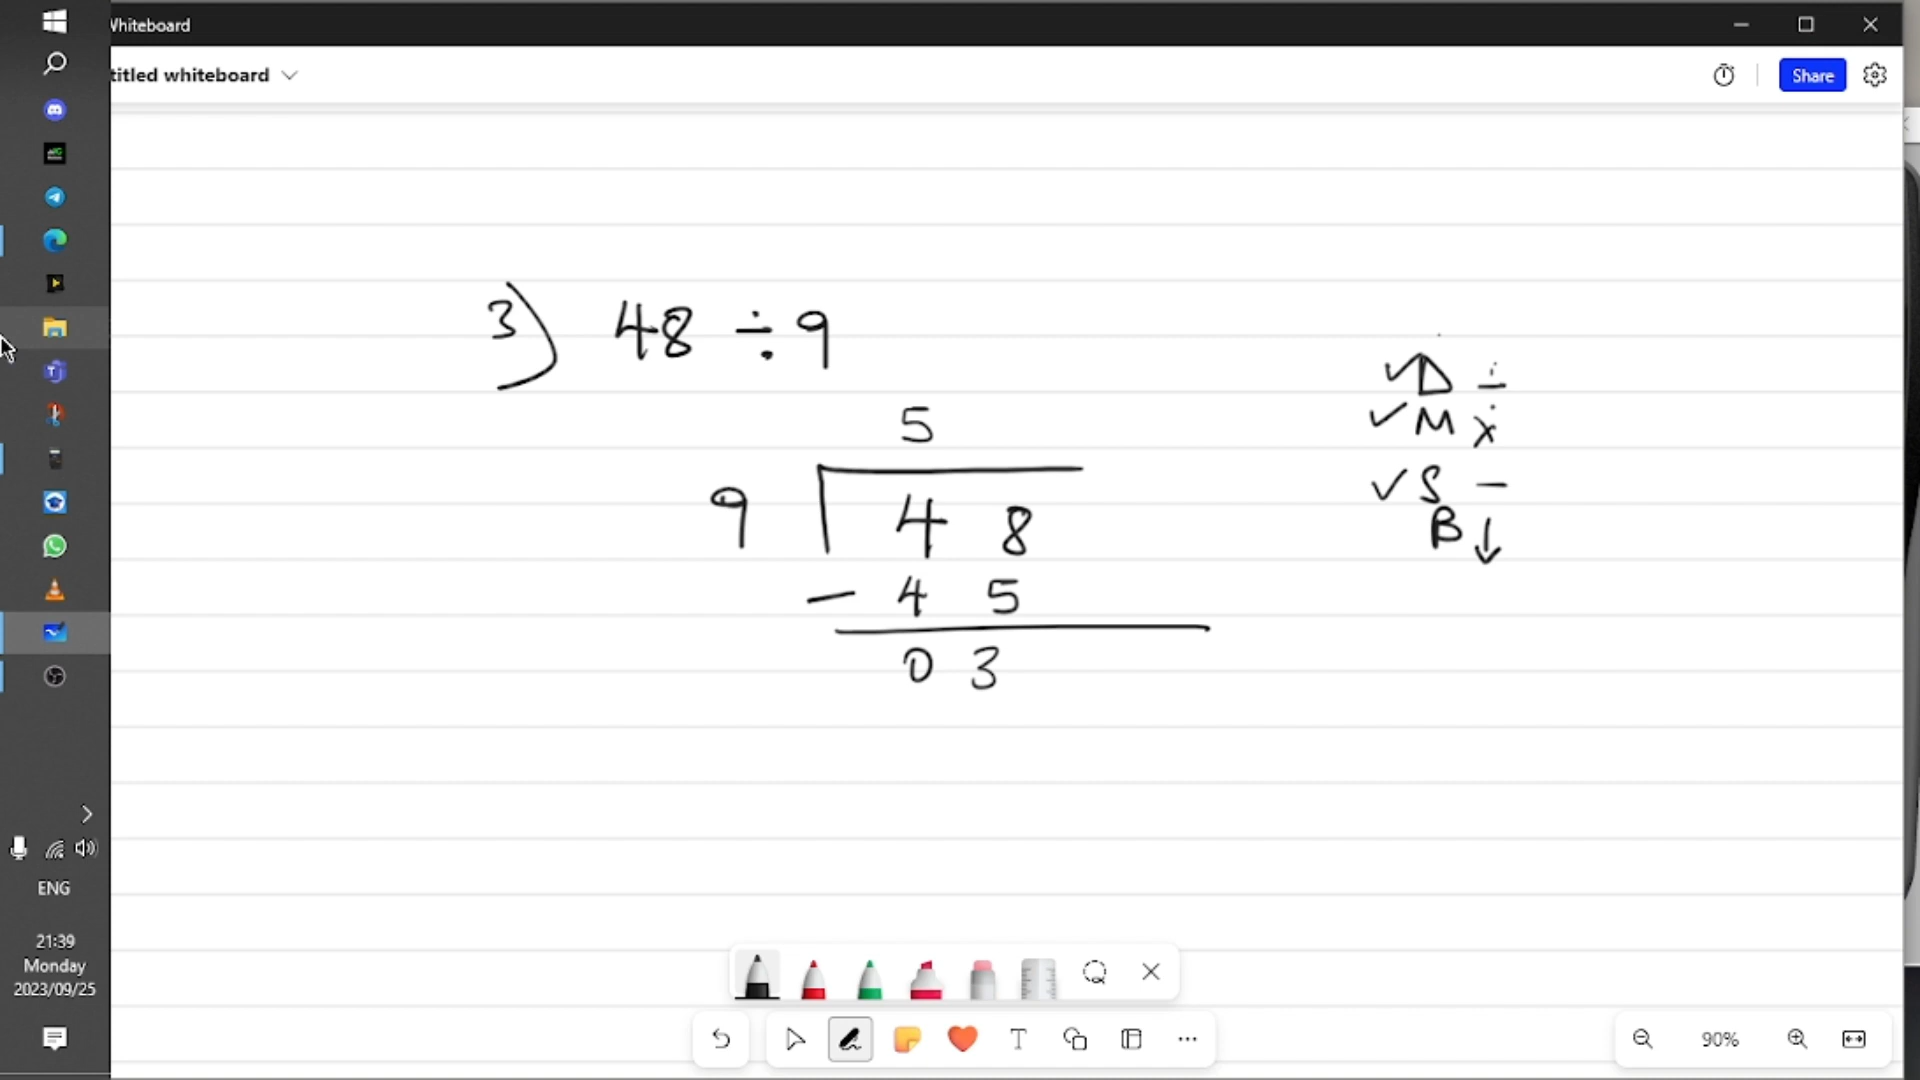 Whiteboard
titled whiteboard
Share
3) 48 ÷ 9
5
9 4 8
- 4 5
0 3
✓ D ÷
✓ M ×
✓ S -
B ↓
ENG
21:39
Monday
2023/09/25
90%